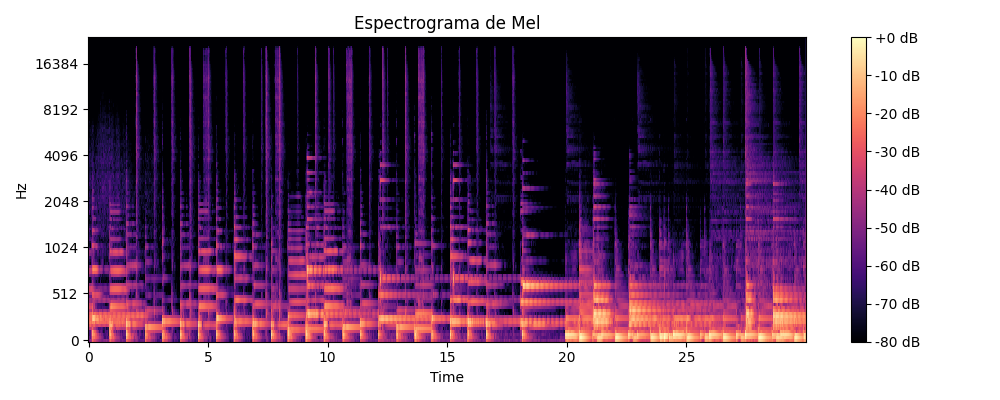 Espectrograma de Mel
Hz
16384
8192
4096
2048
1024
512
0
0 5 10 15 20 25
Time
+0 dB
-10 dB
-20 dB
-30 dB
-40 dB
-50 dB
-60 dB
-70 dB
-80 dB